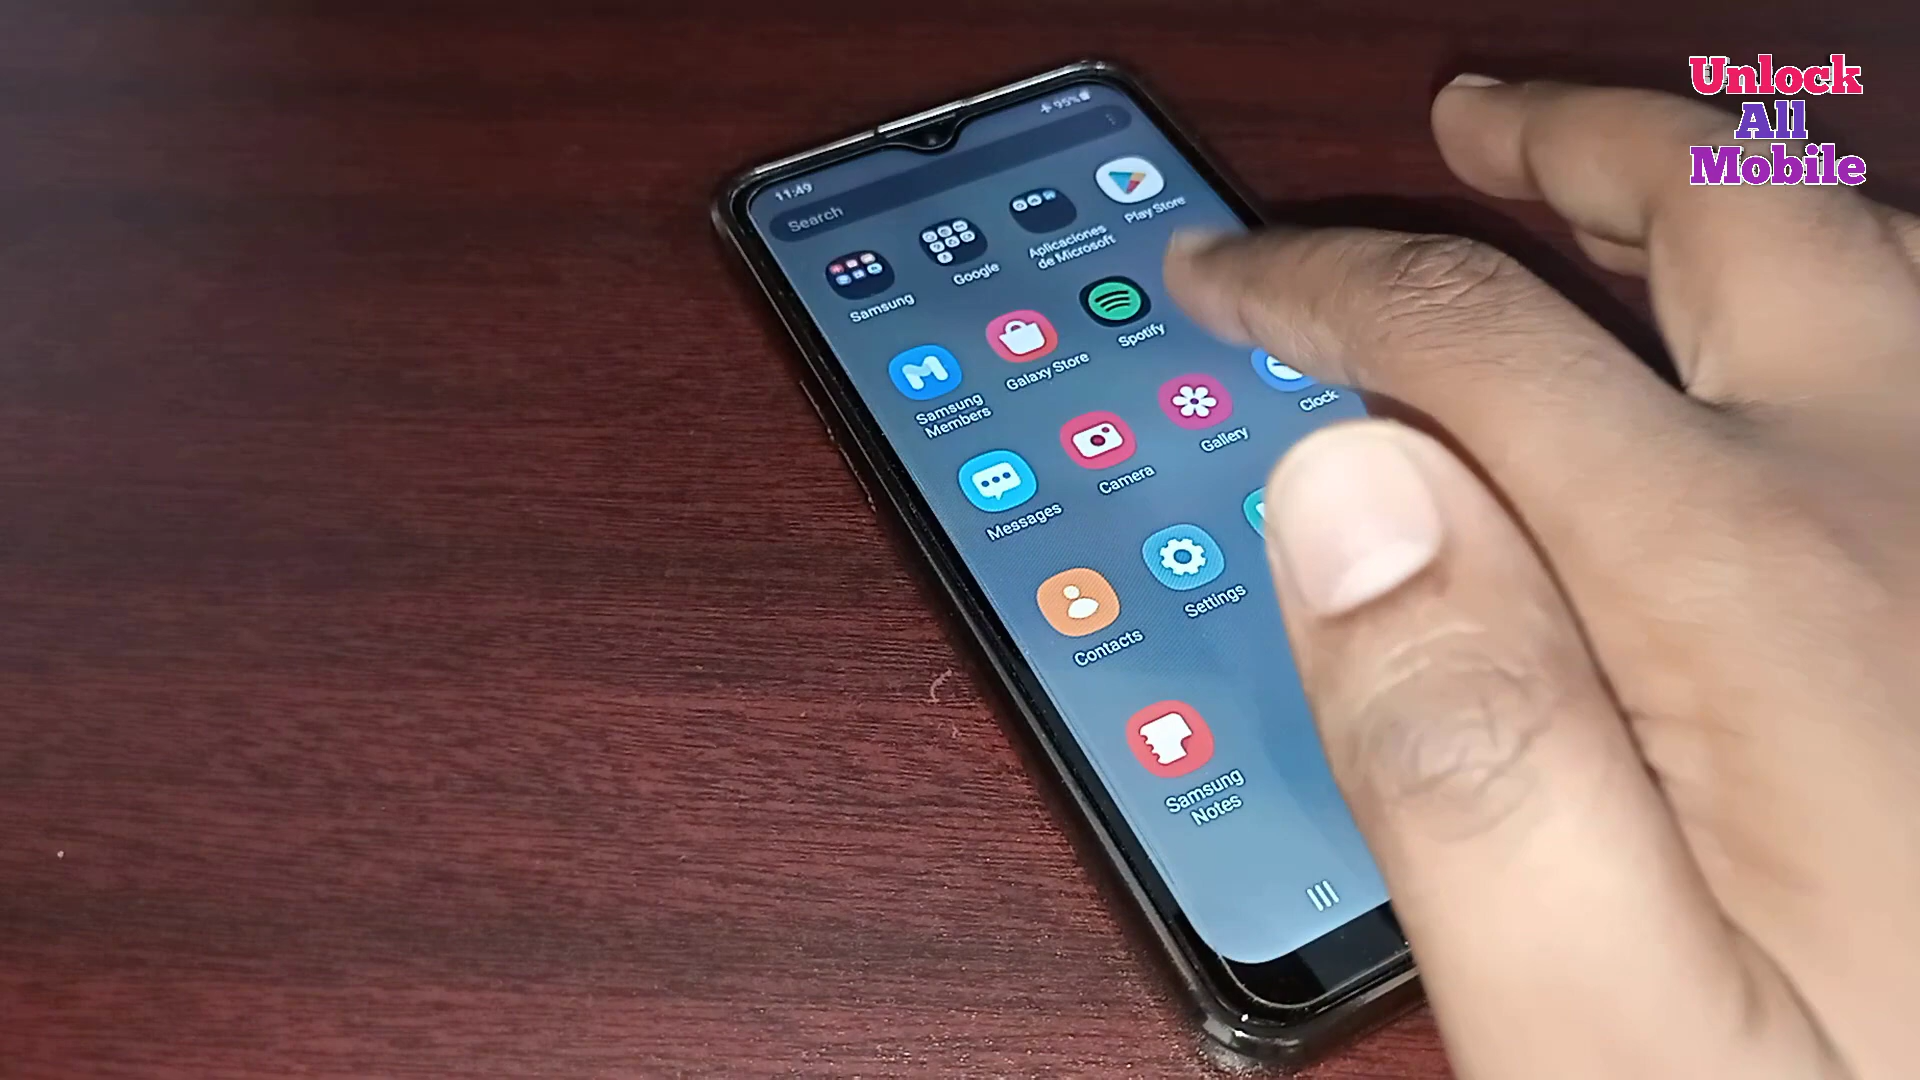 Unlock
All
Mobile
11:49
95%
Search
Samsung
Google
Aplicaciones
de Microsoft
Play Store
Samsung
Members
Galaxy Store
Spotify
Messages
Camera
Gallery
Clock
Contacts
Settings
Samsung
Notes